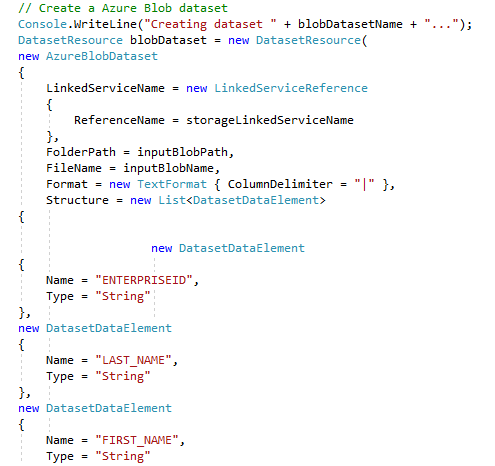 // Create a Azure Blob dataset
Console.WriteLine("Creating dataset " + blobDatasetName + "...");
DatasetResource blobDataset = new DatasetResource(
new AzureBlobDataset
{
LinkedServiceName = new LinkedServiceReference
{
ReferenceName = storageLinkedServiceName
},
FolderPath = inputBlobPath,
FileName = inputBlobName,
Format = new TextFormat { ColumnDelimiter = "|" },
Structure = new List<DatasetDataElement>
{
new DatasetDataElement
{
Name = "ENTERPRISEID",
Type = "String"
},
new DatasetDataElement
{
Name = "LAST_NAME",
Type = "String"
},
new DatasetDataElement
{
Name = "FIRST_NAME",
Type = "String"